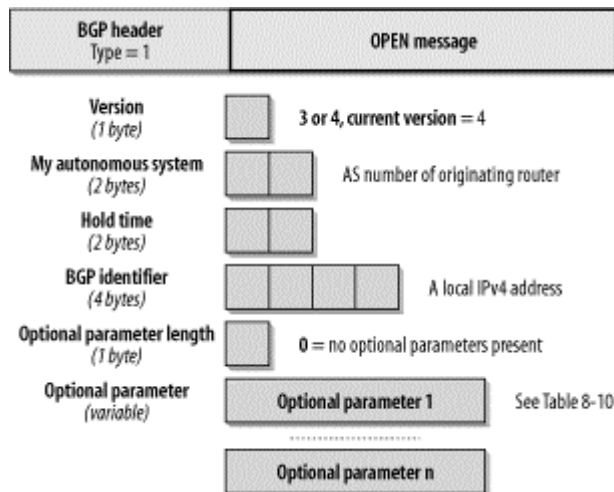 BGP header
Type = 1
OPEN message
Version
(1 byte)
3 or 4, current version = 4
My autonomous system
(2 bytes)
AS number of originating router
Hold time
(2 bytes)
BGP identifier
(4 bytes)
A local IPv4 address
Optional parameter length
(1 byte)
0 = no optional parameters present
Optional parameter
(variable)
Optional parameter 1
See Table 8-10
Optional parameter n